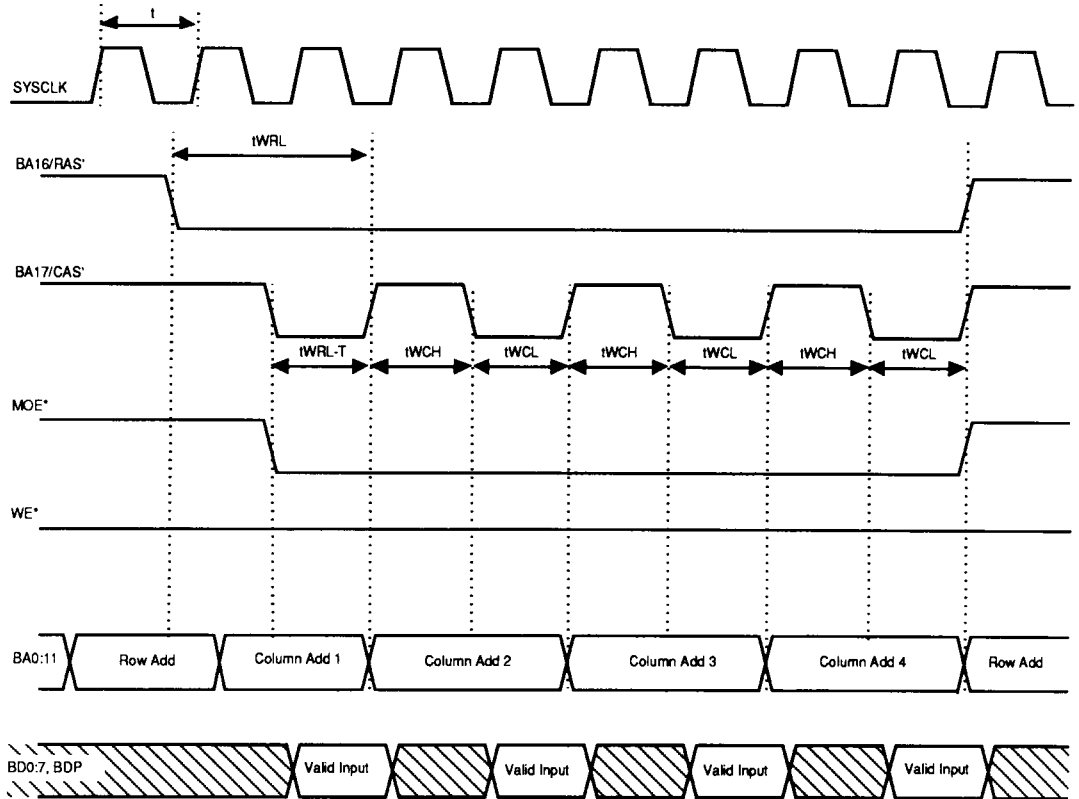 t
SYSCLK
tWRL
BA16/RAS*
BA17/CAS*
tWRL-T tWCH tWCL tWCH tWCL tWCH tWCL
MOE*
WE*
BA0:11 Row Add Column Add 1 Column Add 2 Column Add 3 Column Add 4 Row Add
BD0:7, BDP Valid Input Valid Input Valid Input Valid Input